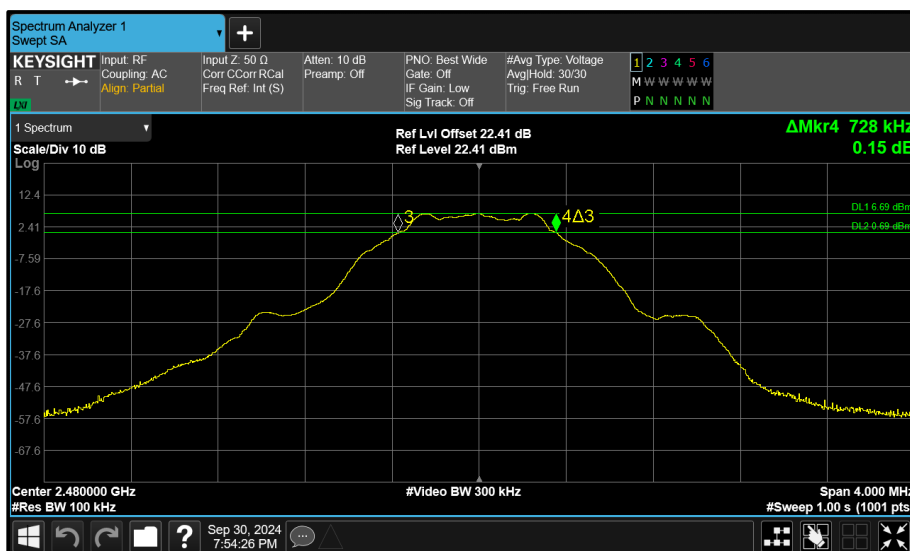 Spectrum Analyzer 1
Swept SA
+
KEYSIGHT Input: RF Input Z: 50 Ω Atten: 10 dB PNO: Best Wide #Avg Type: Voltage 1 2 3 4 5 6
R T Coupling: AC Corr CCorr RCal Preamp: Off Gate: Off Avg|Hold: 30/30 M W W W W W
Align: Partial Freq Ref: Int (S) IF Gain: Low Trig: Free Run
LXI Sig Track: Off P N N N N N
1 Spectrum Ref Lvl Offset 22.41 dB ΔMkr4 728 kHz
Scale/Div 10 dB Ref Level 22.41 dBm 0.15 dB
Log
12.4
DL1 6.69 dBm
3 4Δ3
2.41 DL2 0.69 dBm
-7.59
-17.6
-27.6
-37.6
-47.6
-57.6
-67.6
Center 2.480000 GHz #Video BW 300 kHz Span 4.000 MHz
#Res BW 100 kHz #Sweep 1.00 s (1001 pts
? Sep 30, 2024
7:54:26 PM